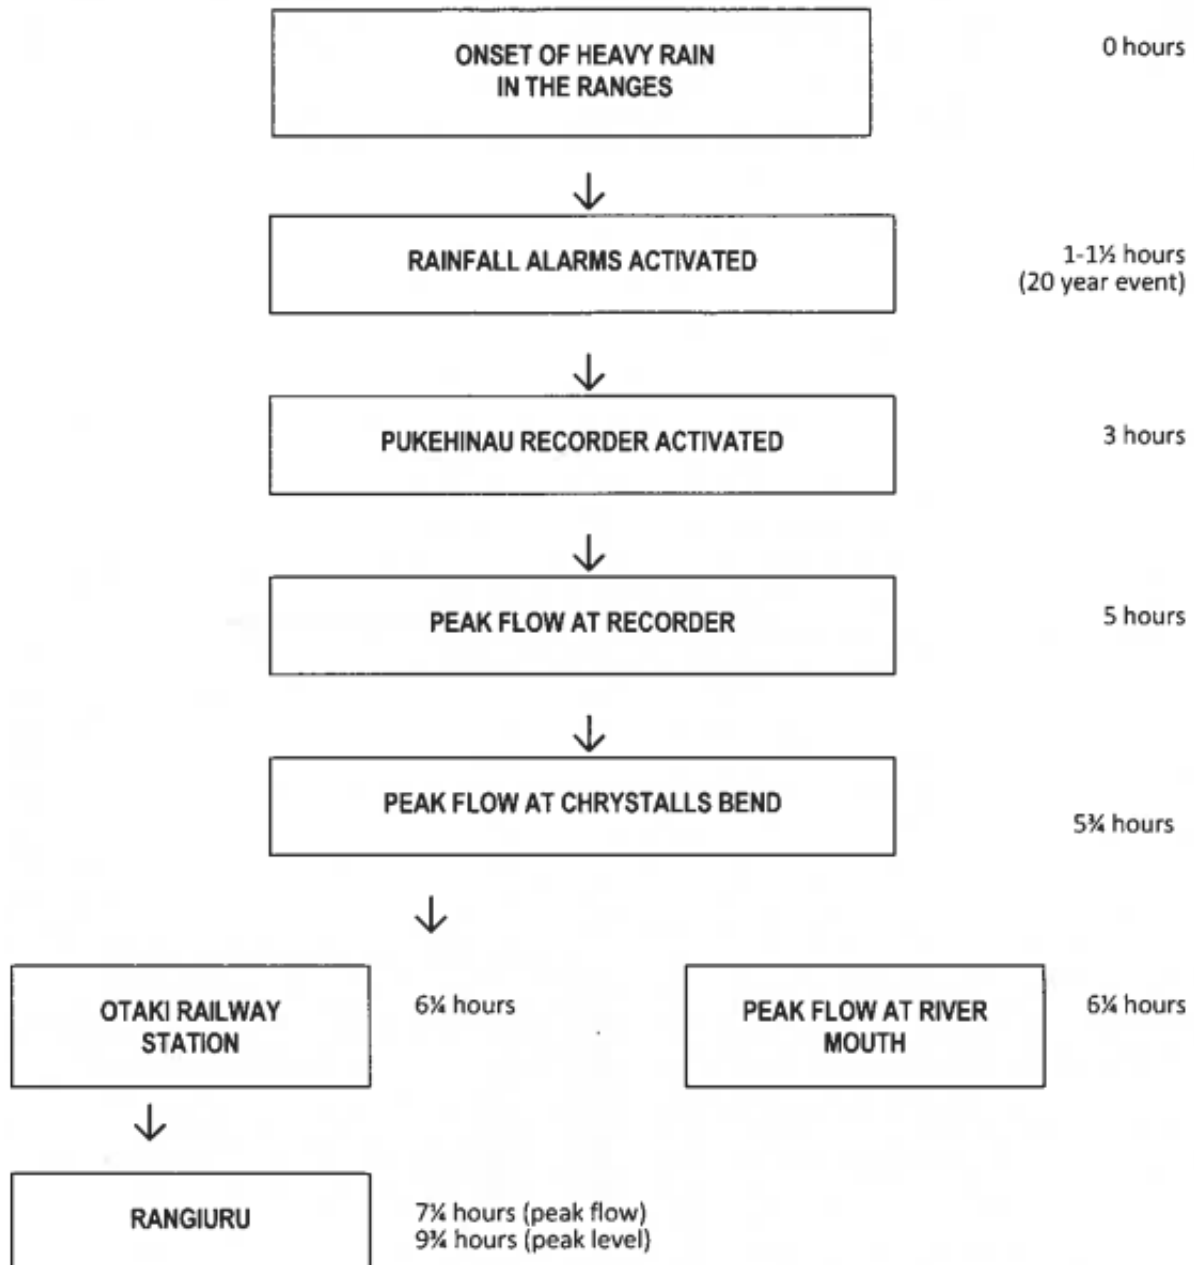 ONSET OF HEAVY RAIN
IN THE RANGES
0 hours
RAINFALL ALARMS ACTIVATED
1-1½ hours
(20 year event)
PUKEHINAU RECORDER ACTIVATED
3 hours
PEAK FLOW AT RECORDER
5 hours
PEAK FLOW AT CHRYSTALLS BEND
5¾ hours
OTAKI RAILWAY
STATION
6¼ hours
PEAK FLOW AT RIVER
MOUTH
6¼ hours
RANGIURU
7¼ hours (peak flow)
9¾ hours (peak level)